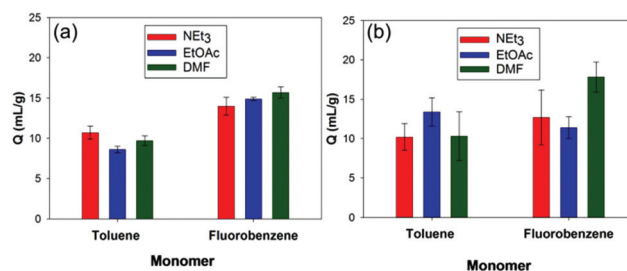 (a)
NEt3
EtOAc
DMF
Q (mL/g)
25
20
15
10
5
0
Toluene Fluorobenzene
Monomer
(b)
NEt3
EtOAc
DMF
Q (mL/g)
25
20
15
10
5
0
Toluene Fluorobenzene
Monomer